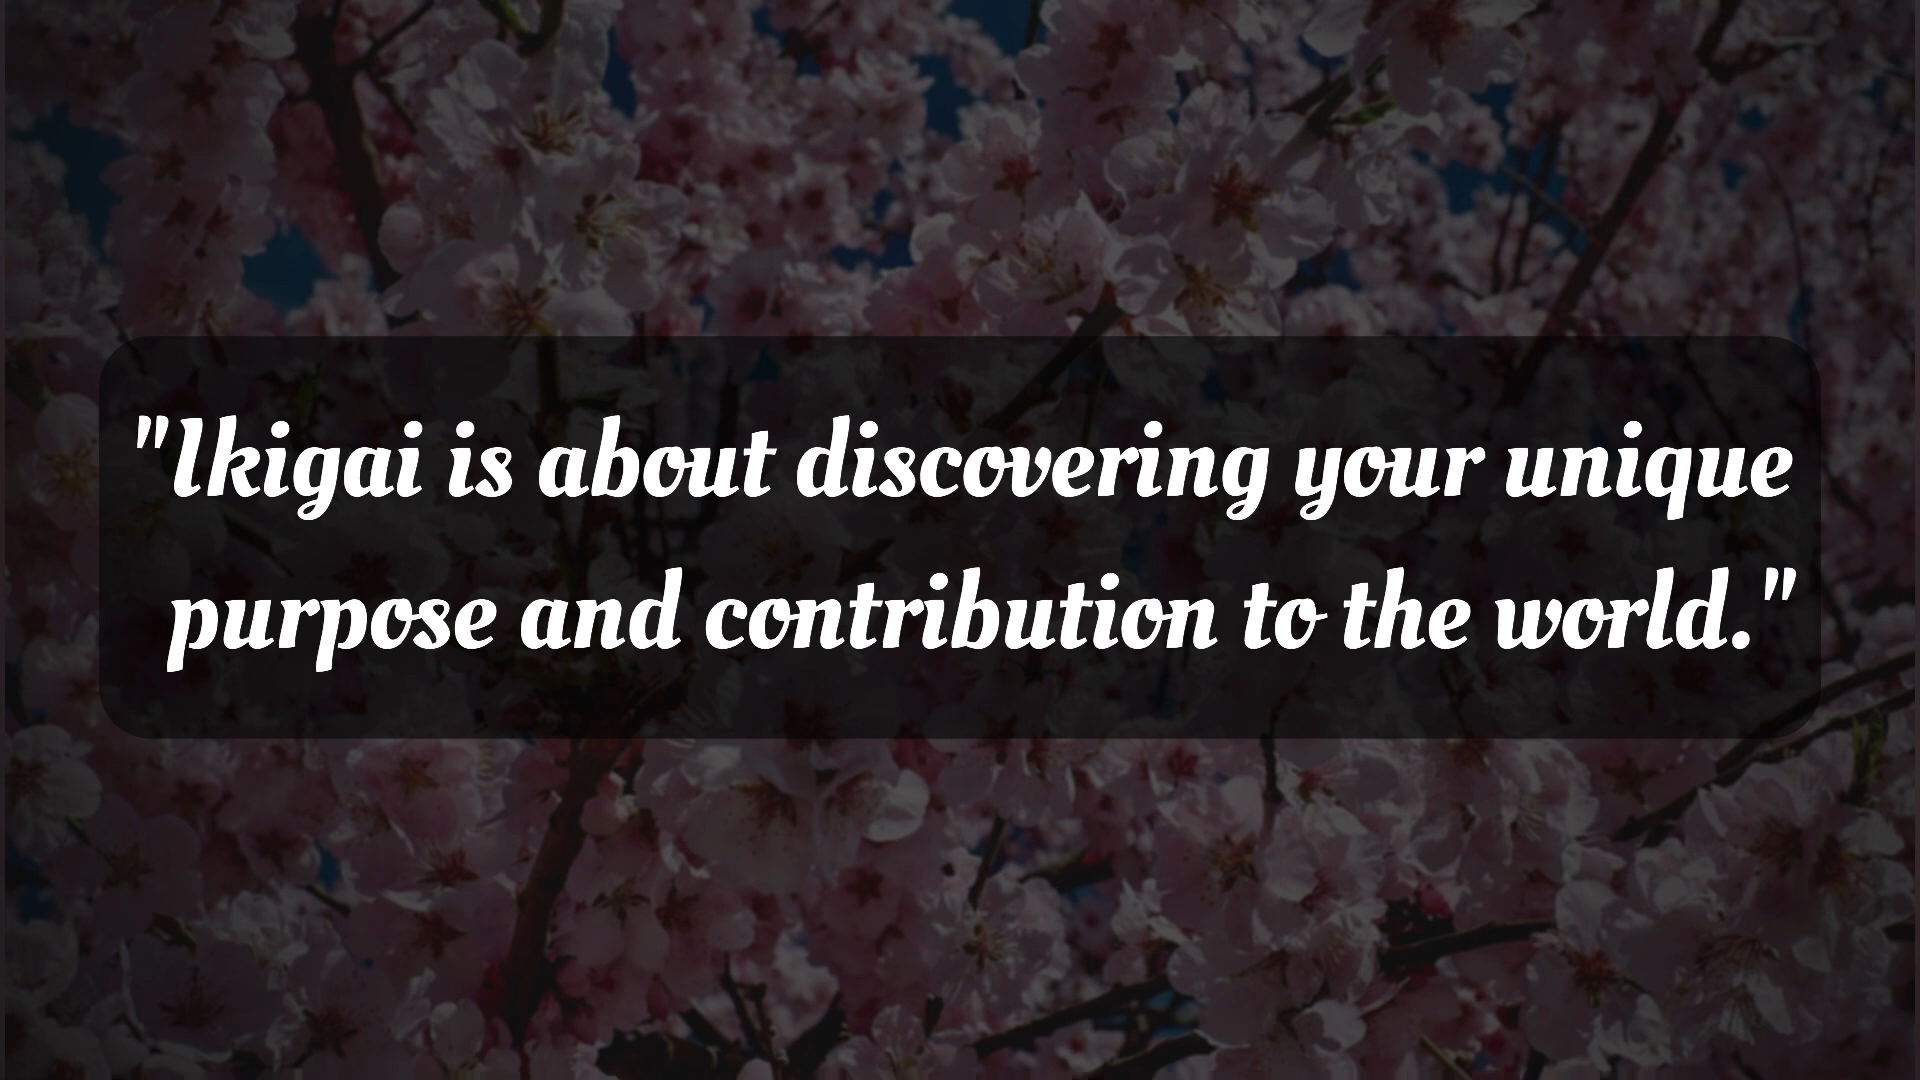 "Ikigai is about discovering your unique
purpose and contribution to the world."